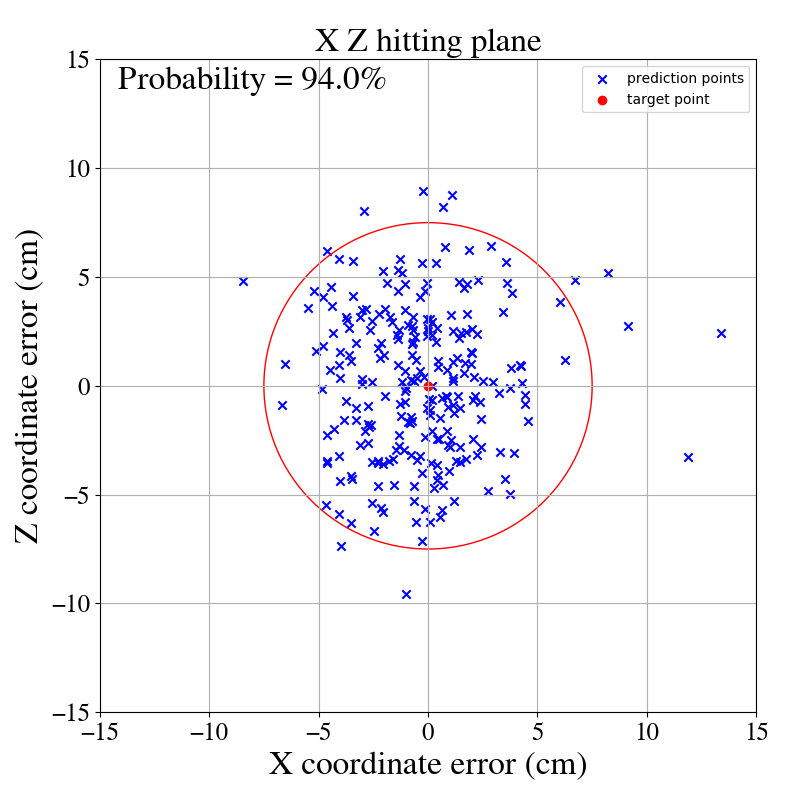 X Z hitting plane
Probability = 94.0%
prediction points
target point
15
10
5
0
−5
−10
−15
Z coordinate error (cm)
−15
−10
−5
0
5
10
15
X coordinate error (cm)